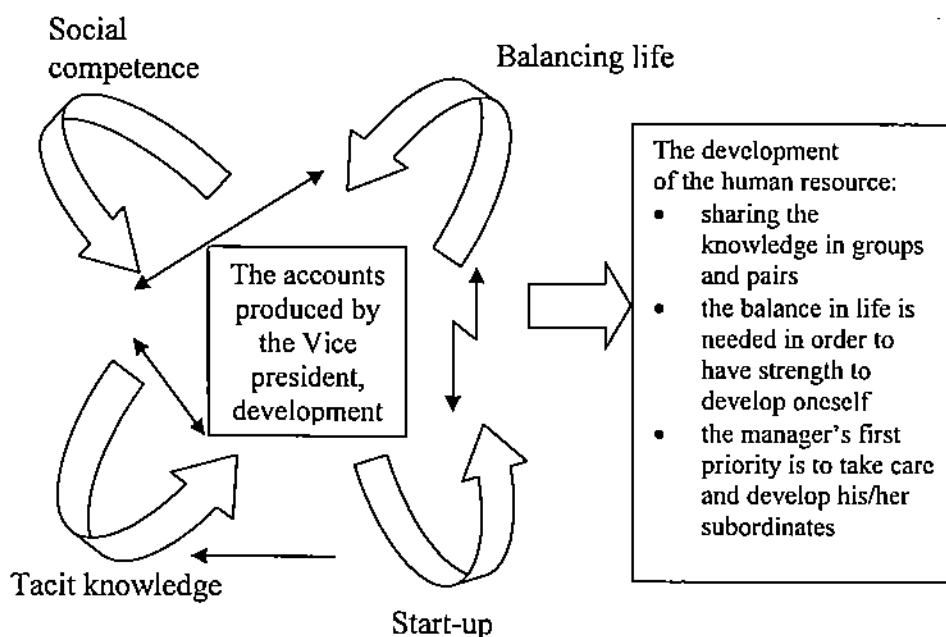 Social
competence
Balancing life
The accounts
produced by
the Vice
president,
development
The development
of the human resource:
• sharing the
knowledge in groups
and pairs
• the balance in life is
needed in order to
have strength to
develop oneself
• the manager's first
priority is to take care
and develop his/her
subordinates
Tacit knowledge
Start-up